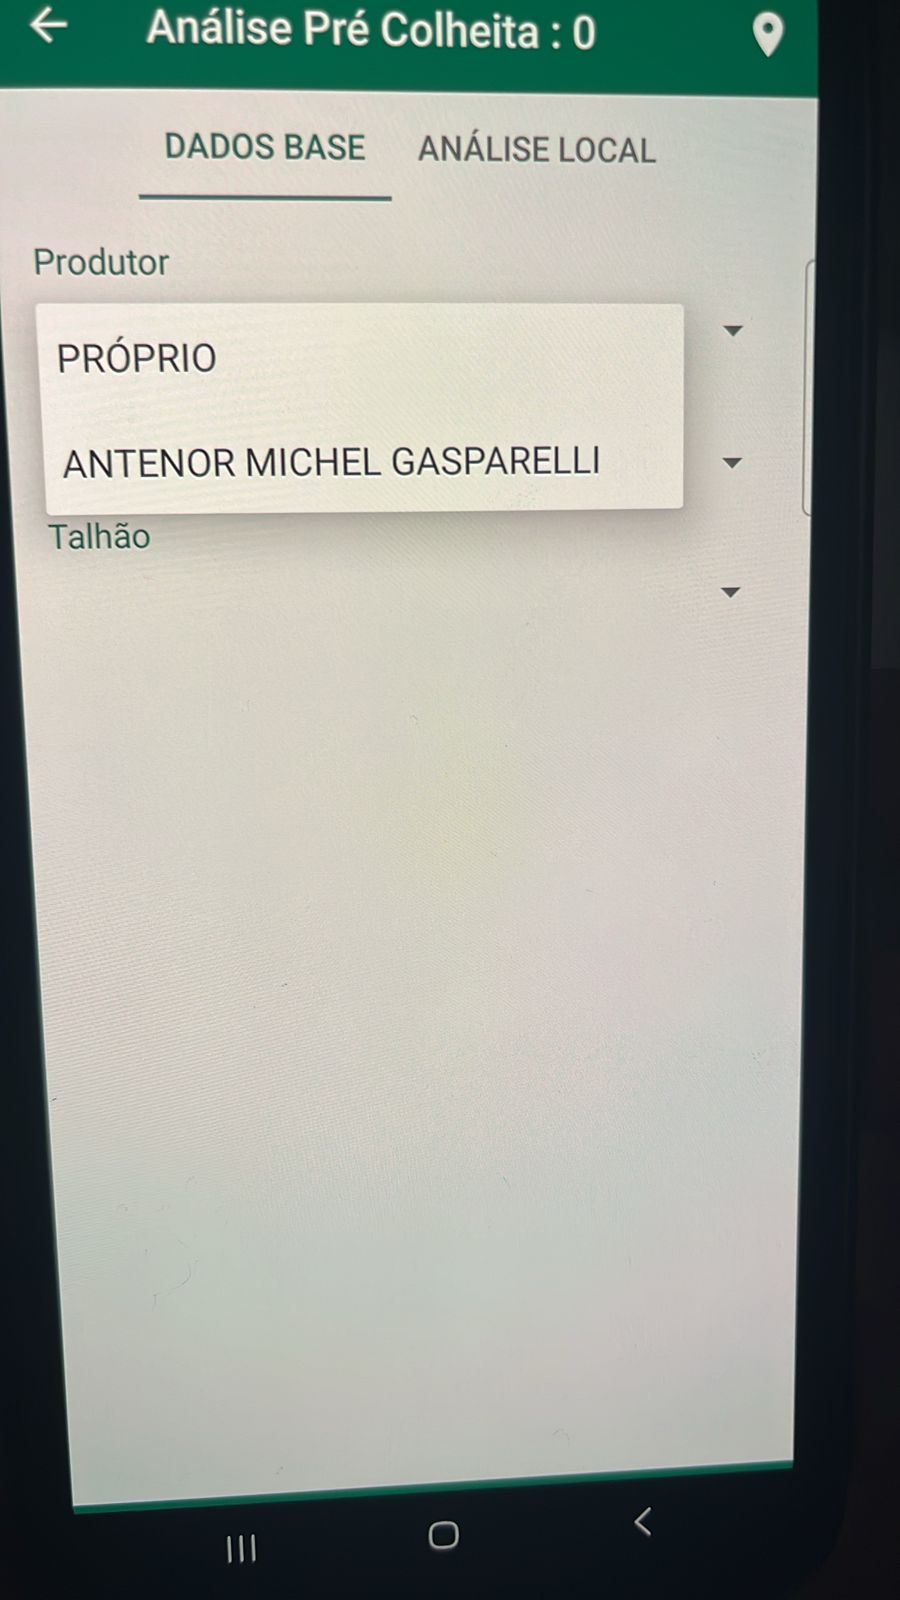 Análise Pré Colheita : 0
DADOS BASE ANÁLISE LOCAL
Produtor
PRÓPRIO
ANTENOR MICHEL GASPARELLI
Talhão